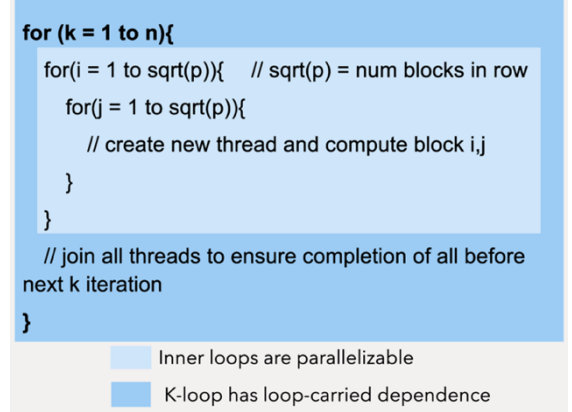 for (k = 1 to n){
for(i = 1 to sqrt(p)){ // sqrt(p) = num blocks in row
for(j = 1 to sqrt(p)){
// create new thread and compute block i,j
}
}
// join all threads to ensure completion of all before
next k iteration
}
Inner loops are parallelizable
K-loop has loop-carried dependence